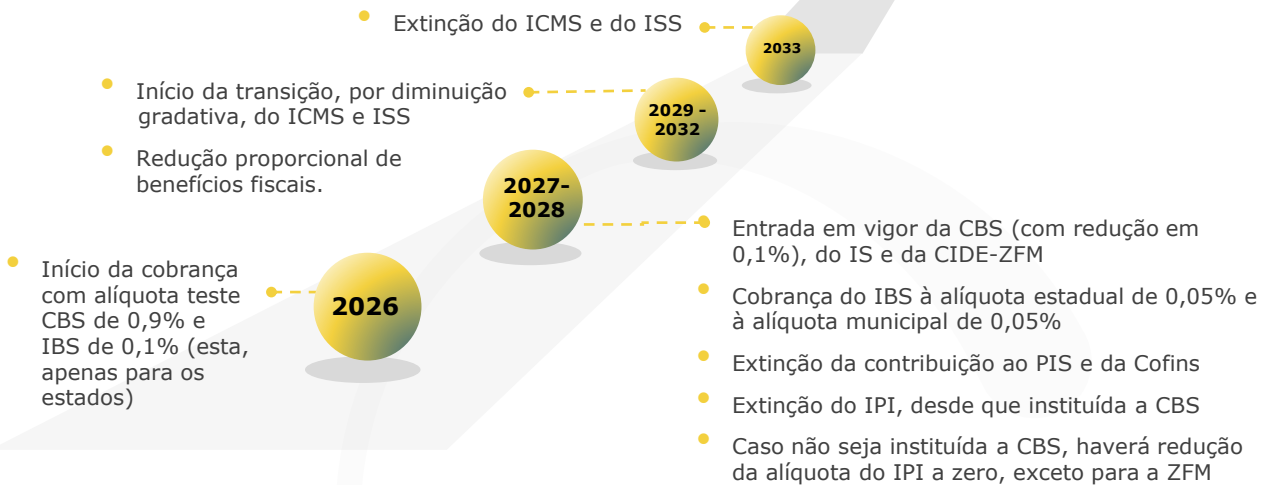 Extinção do ICMS e do ISS
2033
Início da transição, por diminuição
gradativa, do ICMS e ISS
Redução proporcional de
benefícios fiscais.
2029 -
2032
2027-
2028
Entrada em vigor da CBS (com redução em
0,1%), do IS e da CIDE-ZFM
Cobrança do IBS à alíquota estadual de 0,05% e
à alíquota municipal de 0,05%
Extinção da contribuição ao PIS e da Cofins
Extinção do IPI, desde que instituída a CBS
Caso não seja instituída a CBS, haverá redução
da alíquota do IPI a zero, exceto para a ZFM
Início da cobrança
com alíquota teste
CBS de 0,9% e
IBS de 0,1% (esta,
apenas para os
estados)
2026